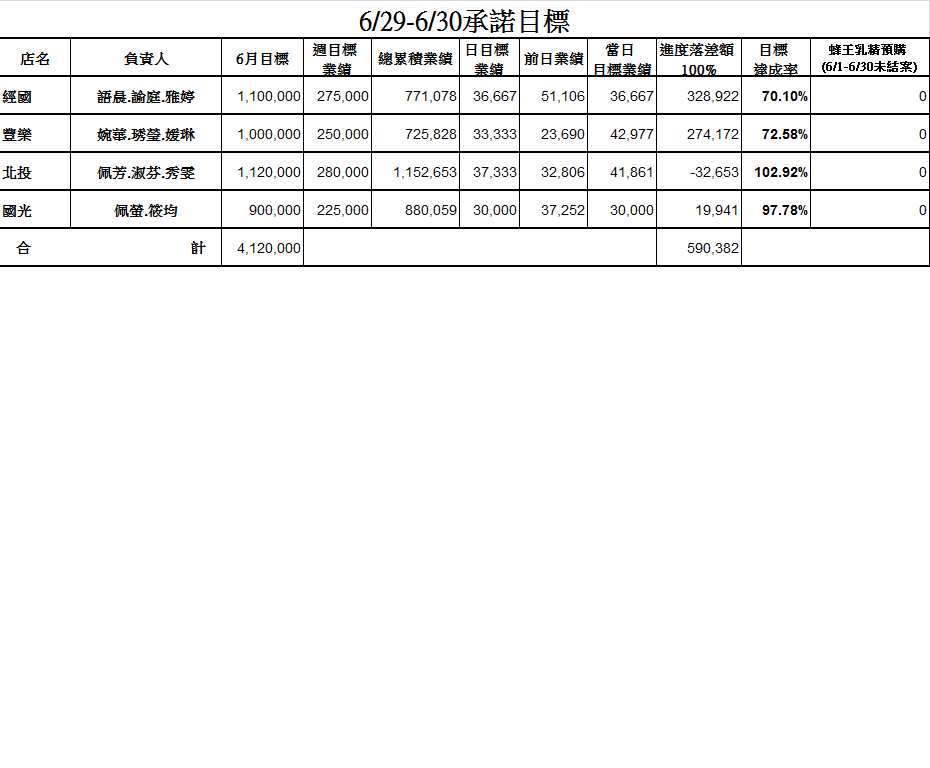 6/29-6/30承諾目標
店名 負責人 6月目標 週目標業績 總累積業績 日目標業績 前日業績 當日目標業績 進度落差額100% 目標達成率 蜂王乳精預購(6/1-6/30未結案)
經國 語晨.諭庭.雅婷 1,100,000 275,000 771,078 36,667 51,106 36,667 328,922 70.10% 0
豐樂 婉華.琇瑩.媛琳 1,000,000 250,000 725,828 33,333 23,690 42,977 274,172 72.58% 0
北投 佩芳.淑芬.秀雯 1,120,000 280,000 1,152,653 37,333 32,806 41,861 -32,653 102.92% 0
國光 佩螢.筱均 900,000 225,000 880,059 30,000 37,252 30,000 19,941 97.78% 0
合 計 4,120,000 590,382